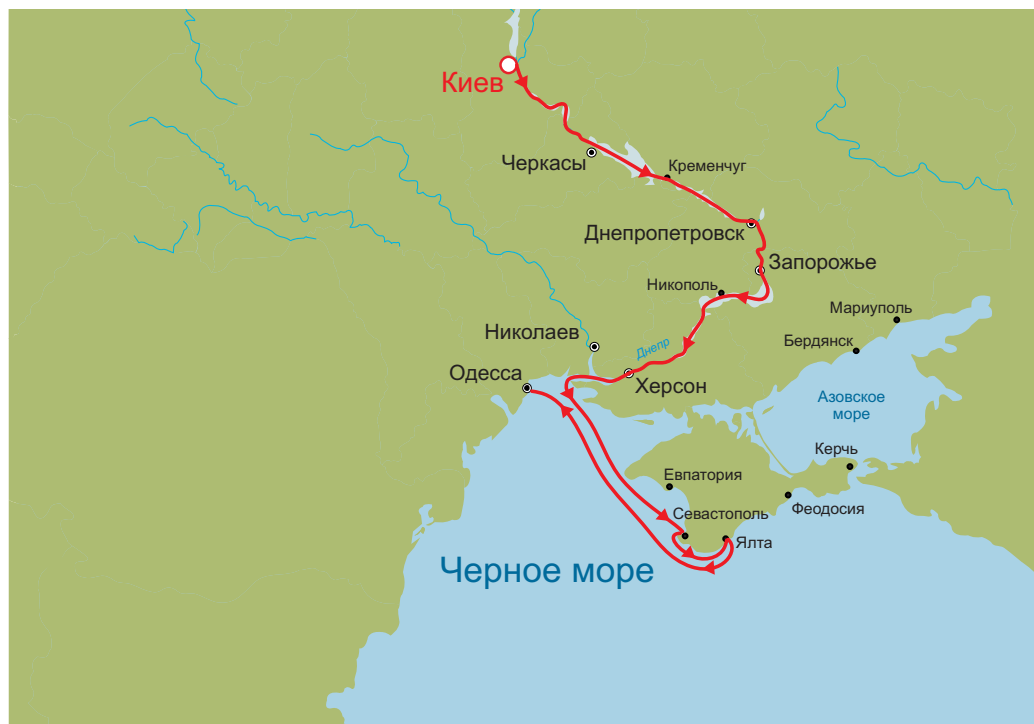 Киев
Черкасы
Кременчуг
Днепропетровск
Запорожье
Никополь
Мариуполь
Николаев
Днепр
Бердянск
Одесса
Херсон
Азовское
море
Керчь
Евпатория
Феодосия
Севастополь
Ялта
Черное море